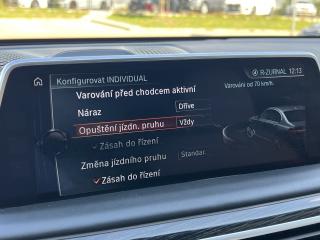 Konfigurovat INDIVIDUAL
R-ZURNAL 12:13
Varování před chodcem aktivní
Varování od 70 km/h.
Náraz Dříve
Opuštění jízdn. pruhu Vždy
Zásah do řízení
Změna jízdního pruhu Standar.
Zásah do řízení